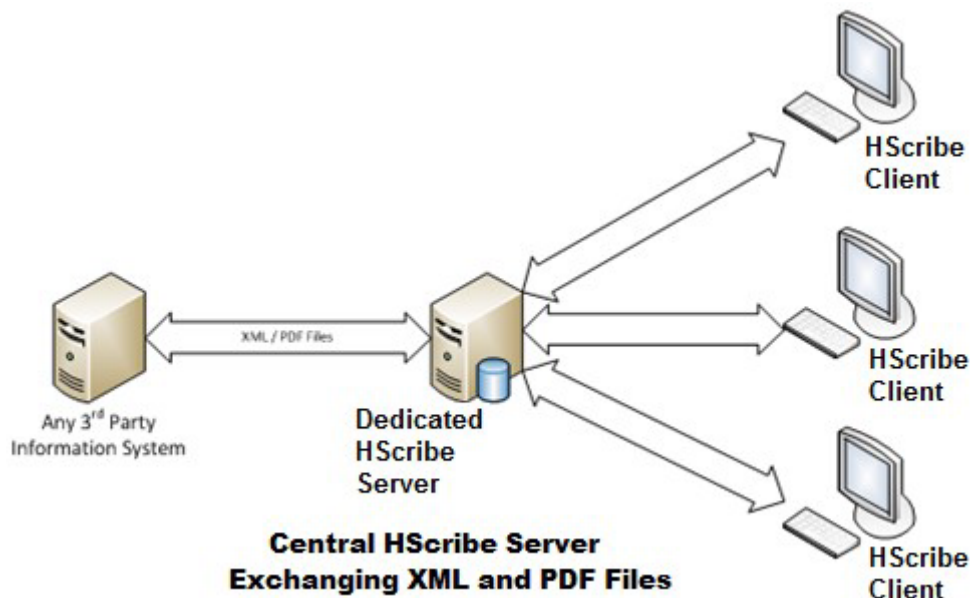 HScribe
Client
XML / PDF Files
HScribe
Client
Any 3rd Party
Information System
Dedicated
HScribe
Server
HScribe
Client
Central HScribe Server
Exchanging XML and PDF Files